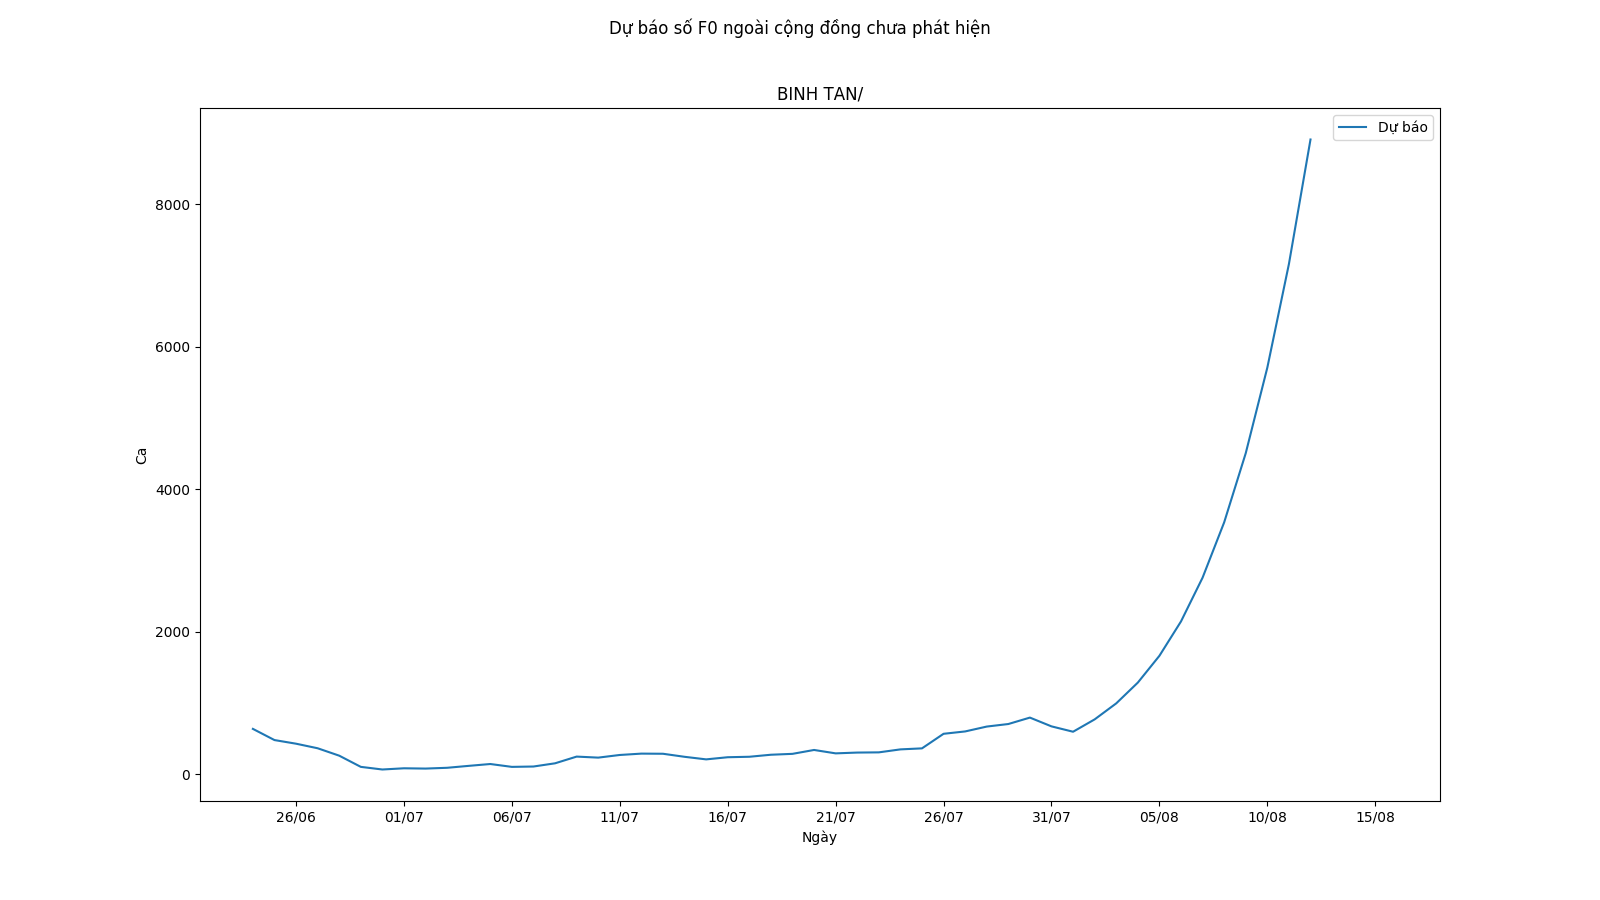 Dự báo số F0 ngoài cộng đồng chưa phát hiện
BINH TAN/
Dự báo
8000
6000
4000
2000
0
Ca
26/06 01/07 06/07 11/07 16/07 21/07 26/07 31/07 05/08 10/08 15/08
Ngày